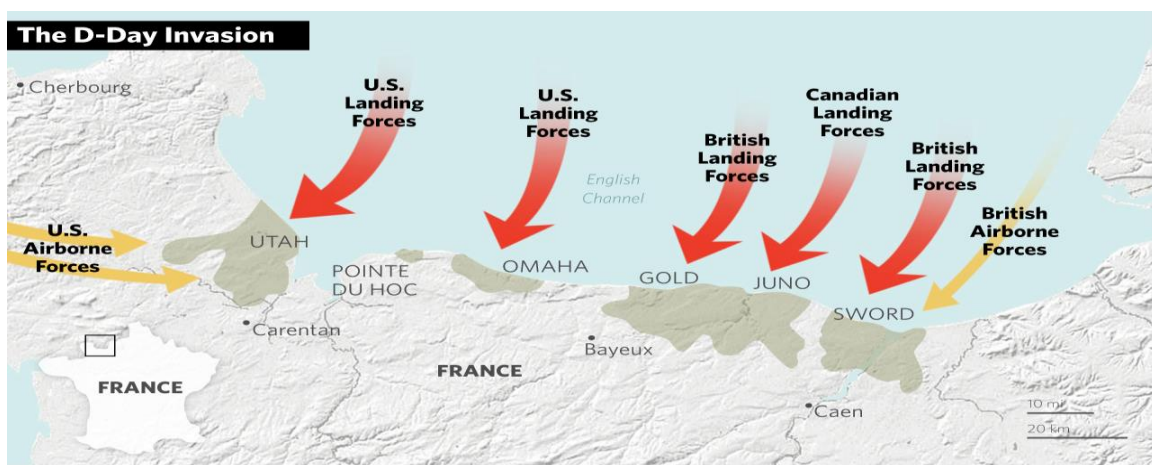 The D-Day Invasion
Cherbourg
U.S.
Landing
Forces
U.S.
Landing
Forces
British
Landing
Forces
Canadian
Landing
Forces
British
Landing
Forces
British
Airborne
Forces
English
Channel
U.S.
Airborne
Forces
UTAH
POINTE
DU HOC
OMAHA
GOLD
JUNO
SWORD
Carentan
Bayeux
Caen
FRANCE
FRANCE
10 mi
20 km